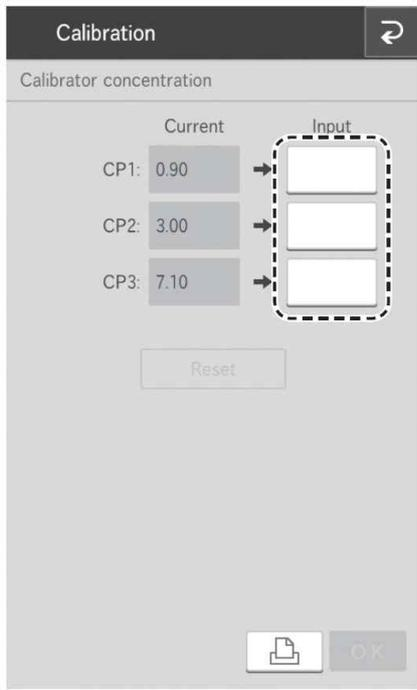 Calibration
Calibrator concentration
Current Input
CP1: 0.90
CP2: 3.00
CP3: 7.10
Reset
OK